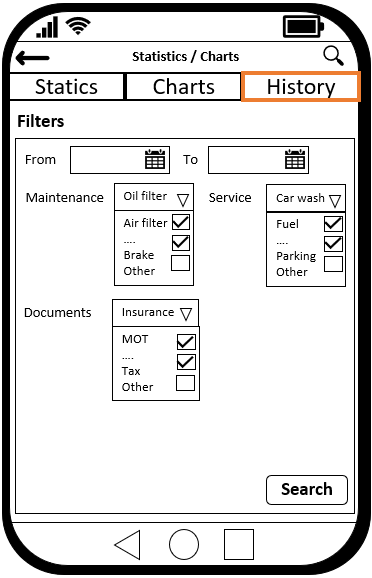 Statistics / Charts
Statics Charts History
Filters
From To
Maintenance Oil filter Service Car wash
Air filter Fuel
.... ....
Brake Parking
Other Other
Documents Insurance
MOT
....
Tax
Other
Search